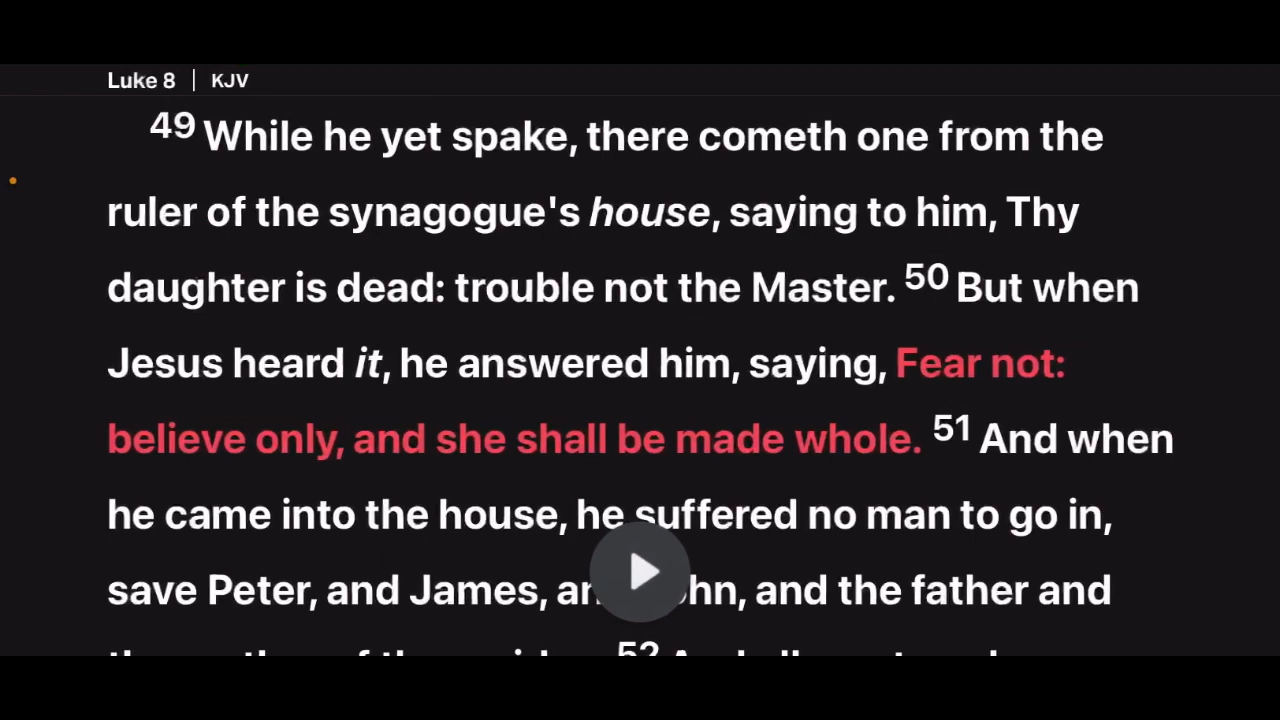 Luke 8 | KJV
49 While he yet spake, there cometh one from the
ruler of the synagogue's house, saying to him, Thy
daughter is dead: trouble not the Master. 50 But when
Jesus heard it, he answered him, saying, Fear not:
believe only, and she shall be made whole. 51 And when
he came into the house, he suffered no man to go in,
save Peter, and James, and John, and the father and
52